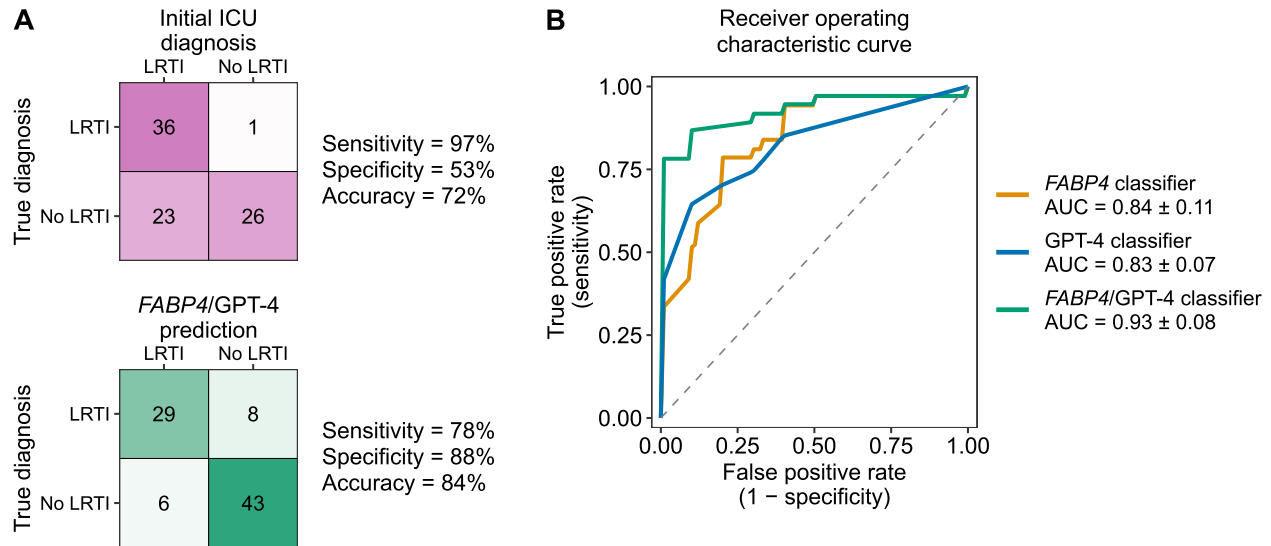 A
Initial ICU
diagnosis
LRTI No LRTI
True diagnosis
LRTI
36 1
No LRTI
23 26
Sensitivity = 97%
Specificity = 53%
Accuracy = 72%
FABP4/GPT-4
prediction
LRTI No LRTI
True diagnosis
LRTI
29 8
No LRTI
6 43
Sensitivity = 78%
Specificity = 88%
Accuracy = 84%
B
Receiver operating
characteristic curve
True positive rate
(sensitivity)
1.00
0.75
0.50
0.25
0.00
0.00 0.25 0.50 0.75 1.00
False positive rate
(1 − specificity)
FABP4 classifier
AUC = 0.84 ± 0.11
GPT-4 classifier
AUC = 0.83 ± 0.07
FABP4/GPT-4 classifier
AUC = 0.93 ± 0.08